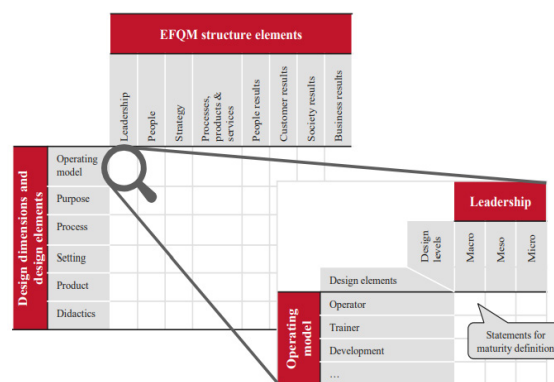 EFQM structure elements
Leadership
People
Strategy
Processes,
products &
services
People results
Customer results
Society results
Business results
Design dimensions and
design elements
Operating
model
Purpose
Process
Setting
Product
Didactics
Leadership
Design
levels
Macro
Meso
Micro
Design elements
Operating
model
Operator
Trainer
Development
...
Statements for
maturity definition